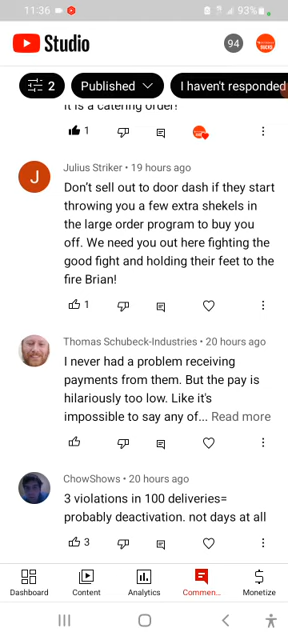 11:36
93%
Studio
94
2
Published
I haven't responded
it is a catering order!
1
J
Julius Striker • 19 hours ago
Don't sell out to door dash if they start
throwing you a few extra shekels in
the large order program to buy you
off. We need you out here fighting the
good fight and holding their feet to the
fire Brian!
1
Thomas Schubeck-Industries • 20 hours ago
I never had a problem receiving
payments from them. But the pay is
hilariously too low. Like it's
impossible to say any of... Read more
ChowShows • 20 hours ago
3 violations in 100 deliveries=
probably deactivation. not days at all
3
Dashboard
Content
Analytics
Commen...
Monetize